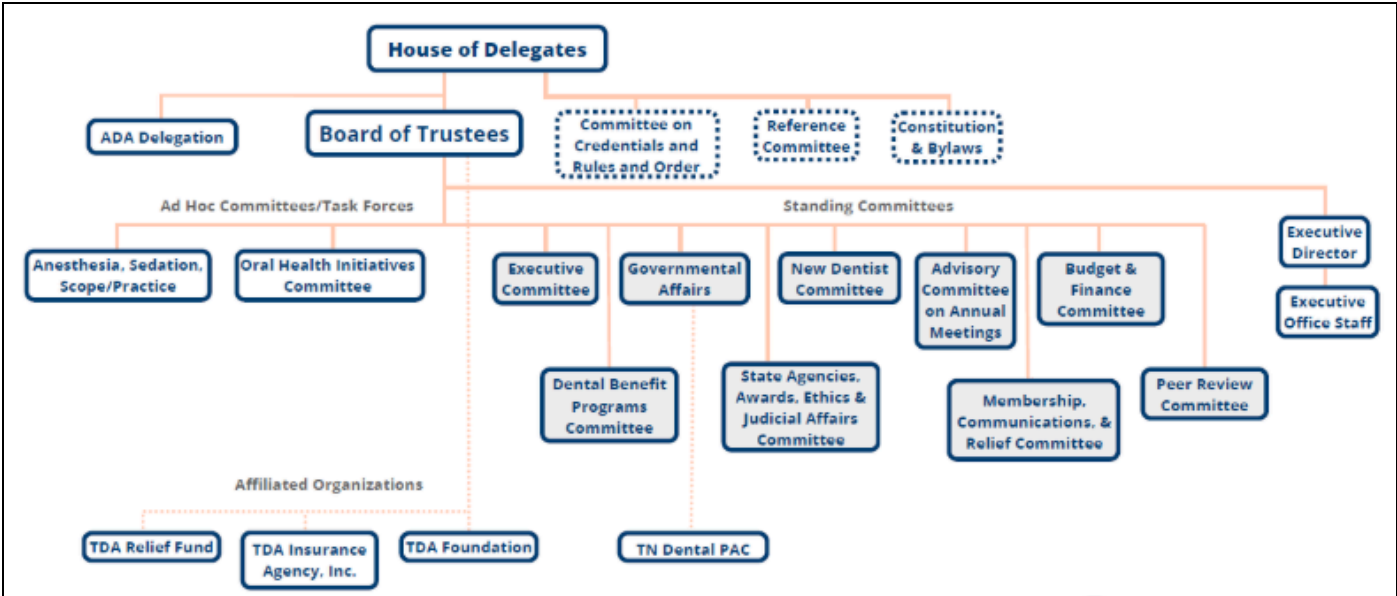 House of Delegates
ADA Delegation
Board of Trustees
Committee on
Credentials and
Rules and Order
Reference
Committee
Constitution
& Bylaws
Ad Hoc Committees/Task Forces
Standing Committees
Anesthesia, Sedation,
Scope/Practice
Oral Health Initiatives
Committee
Executive
Committee
Governmental
Affairs
New Dentist
Committee
Advisory
Committee
on Annual
Meetings
Budget &
Finance
Committee
Executive
Director
Executive
Office Staff
Dental Benefit
Programs
Committee
State Agencies,
Awards, Ethics &
Judicial Affairs
Committee
Membership,
Communications, &
Relief Committee
Peer Review
Committee
Affiliated Organizations
TDA Relief Fund
TDA Insurance
Agency, Inc.
TDA Foundation
TN Dental PAC